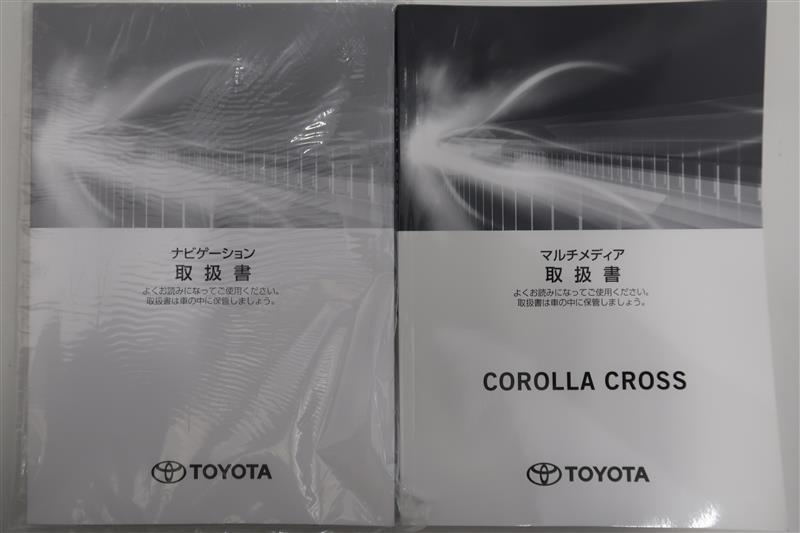 ナビゲーション
取扱書
よくお読みになってご使用ください。
取扱書は車の中に保管しましょう。
TOYOTA
マルチメディア
取扱書
よくお読みになってご使用ください。
取扱書は車の中に保管しましょう。
COROLLA CROSS
TOYOTA